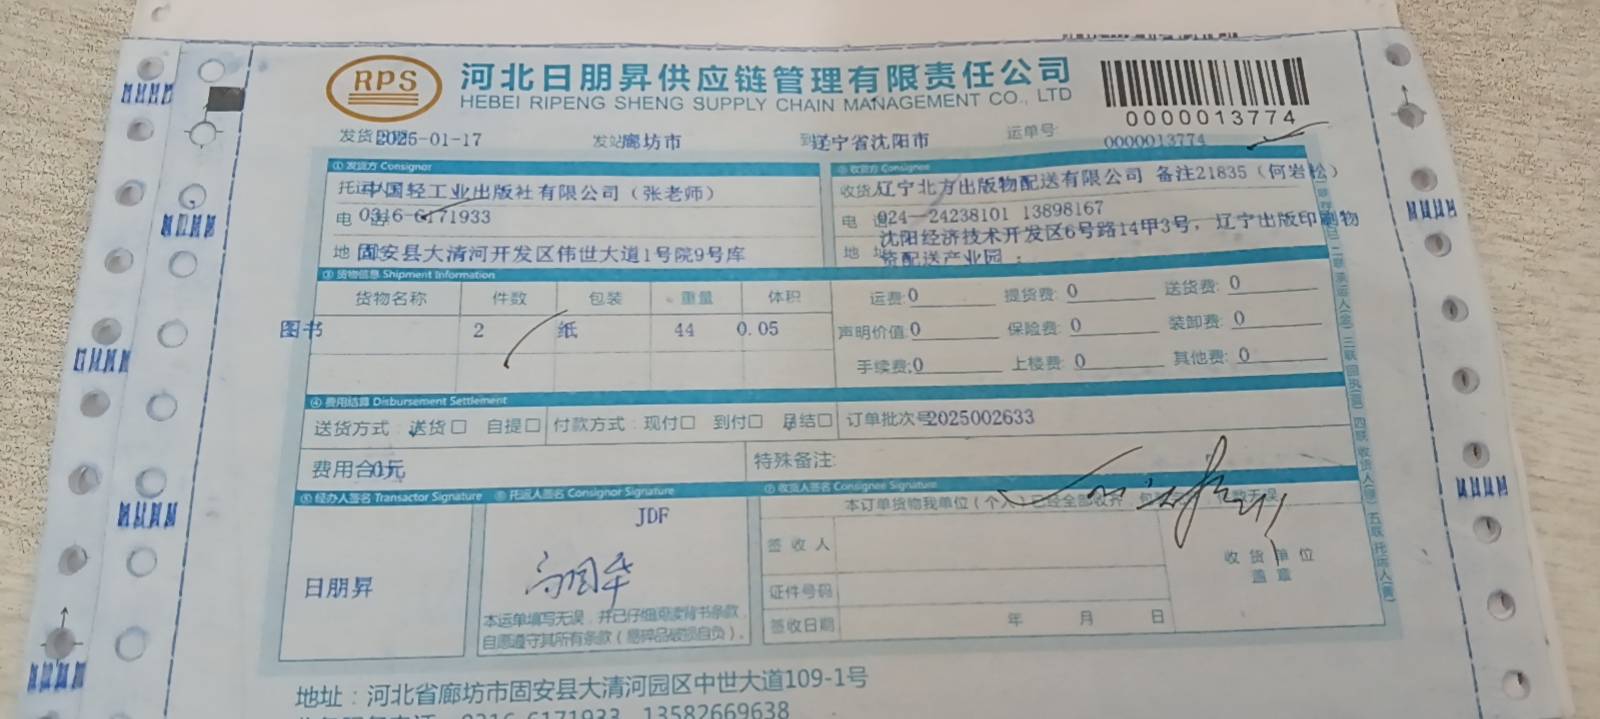 RPS
河北日朋昇供应链管理有限责任公司
HEBEI RIPENG SHENG SUPPLY CHAIN MANAGEMENT CO., LTD
0000013774
发货 2025-01-17 发站 廊坊市 到 辽宁省沈阳市 运单号: 0000013774
① 发货方 Consignor
托运 中国轻工业出版社有限公司（张老师）
电 0316-6171933
地 固安县大清河开发区伟世大道1号院9号库
收货方 Consignee
收货 辽宁北方出版物配送有限公司 备注21835（何岩松）
电 024-24238101 13898167
地 沈阳经济技术开发区6号路14甲3号，辽宁出版印刷物
资配送产业园
③ 货物信息 Shipment Information
货物名称 件数 包装 重量 体积
图书 2 纸 44 0.05
运费:0 提货费:0 送货费:0
声明价值:0 保险费:0 装卸费:0
手续费:0 上楼费:0 其他费:0
④ 费用结算 Disbursement Settlement
送货方式：送货□ 自提□ 付款方式：现付□ 到付□ 月结□ 订单批次号2025002633
费用合 0元 特殊备注:
⑤ 经办人签名 Transactor Signature
日朋昇
⑥ 托运人签名 Consignor Signature
JDF
高国华
本运单填写无误，并已仔细阅读背书条款，
自愿遵守其所有条款（易碎品破损自负）。
⑦ 收货人签名 Consignee Signature
本订单货物我单位（个人）已经全部收齐，包 数无误
签收人
证件号码
签收日期 年 月 日
收货单位
盖章
地址：河北省廊坊市固安县大清河园区中世大道109-1号
0316-6171933 13582669638